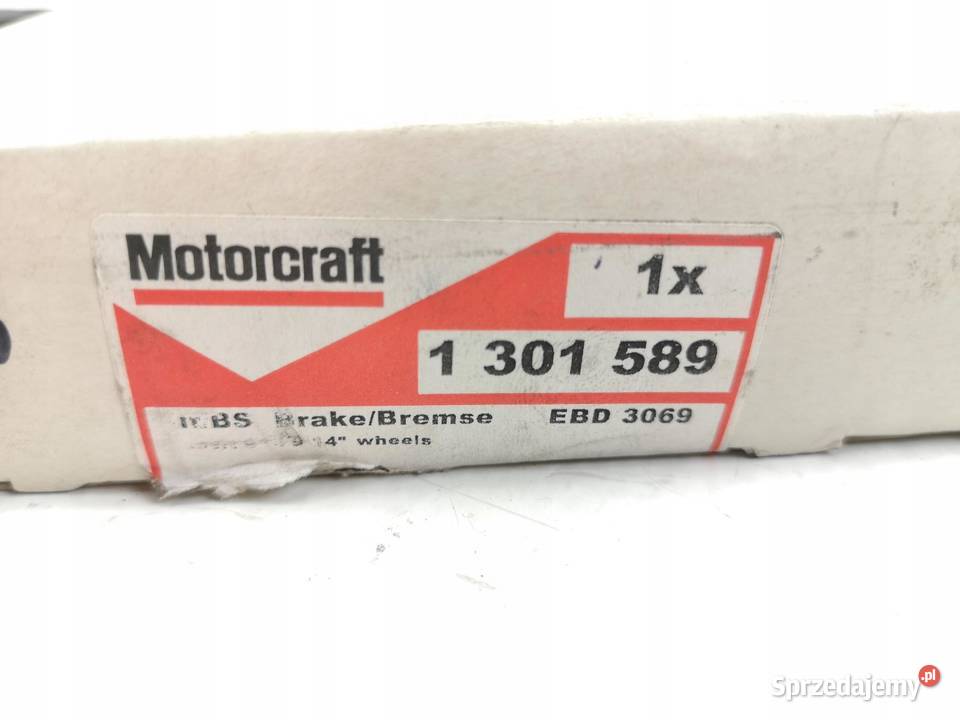 Motorcraft
1x
1 301 589
Brake/Bremse EBD 3069
14" wheels
Sprzedajemy.pl